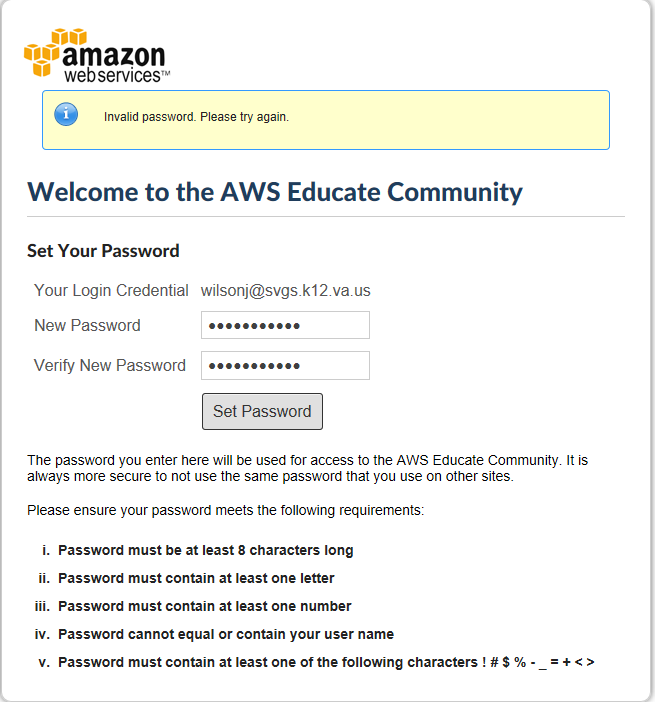 amazon
webservices™
Invalid password. Please try again.
Welcome to the AWS Educate Community
Set Your Password
Your Login Credential wilsonj@svgs.k12.va.us
New Password •••••••••••
Verify New Password •••••••••••
Set Password
The password you enter here will be used for access to the AWS Educate Community. It is
always more secure to not use the same password that you use on other sites.
Please ensure your password meets the following requirements:
i. Password must be at least 8 characters long
ii. Password must contain at least one letter
iii. Password must contain at least one number
iv. Password cannot equal or contain your user name
v. Password must contain at least one of the following characters ! # $ % - _ = + < >